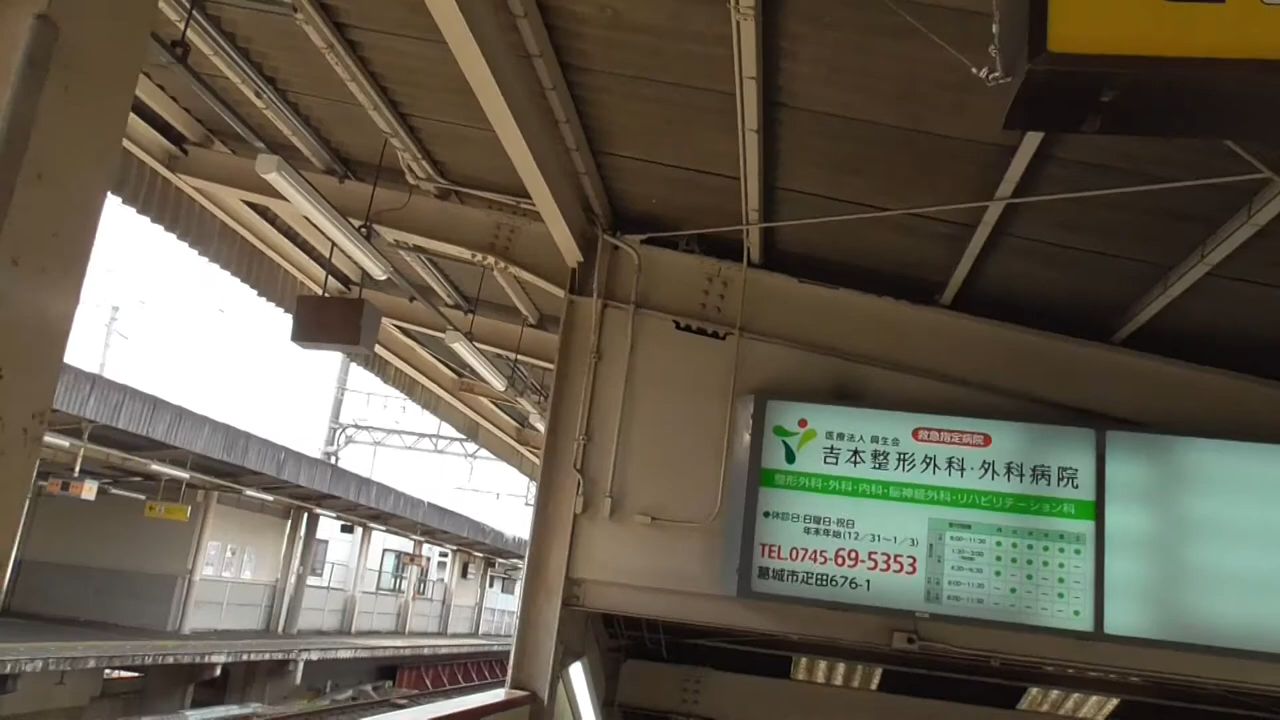 医療法人 興生会
救急指定病院
吉本整形外科・外科病院
整形外科・外科・内科・脳神経外科・リハビリテーション科
●休診日:日曜日・祝日
年末年始(12/31〜1/3)
TEL.0745-69-5353
葛城市疋田676-1